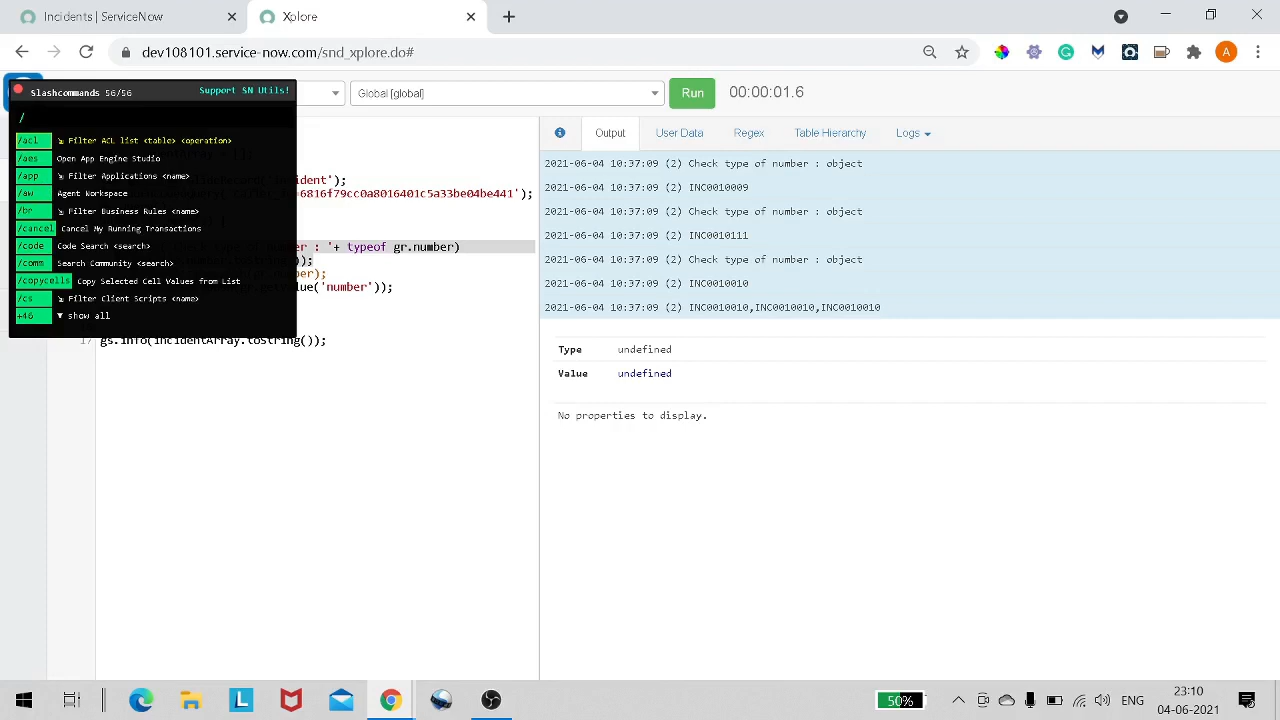 Incidents | ServiceNow
Xplore
dev108101.service-now.com/snd_xplore.do#
A
Slashcommands 56/56
Support SN Utils!
/
/acl ⇲ Filter ACL list <table> <operation>
/aes Open App Engine Studio
/app ⇲ Filter Applications <name>
/aw Agent Workspace
/br ⇲ Filter Business Rules <name>
/cancel Cancel My Running Transactions
/code Code Search <search>
/comm Search Community <search>
/copycells Copy Selected Cell Values from List
/cs ⇲ Filter Client Scripts <name>
+46 ▼ show all
Global [global]
Run
00:00:01.6
ident');
6816f79cc0a8016401c5a33be04be441');
: '+ typeof gr.number)
('number'));
17 gs.info(incidentArray.toString());
Output
User Data
Regex
Table Hierarchy
Logs
2021-06-04 10:37:09 (2) Check type of number : object
2021-06-04 10:37:09 (2) INC0010009
2021-06-04 10:37:09 (2) Check type of number : object
2021-06-04 10:37:09 (2) INC0010111
2021-06-04 10:37:09 (2) Check type of number : object
2021-06-04 10:37:09 (2) INC0010010
2021-06-04 10:37:09 (2) INC0010010,INC0010010,INC0010010
Type undefined
Value undefined
No properties to display.
L
50%
ENG
23:10
04-06-2021